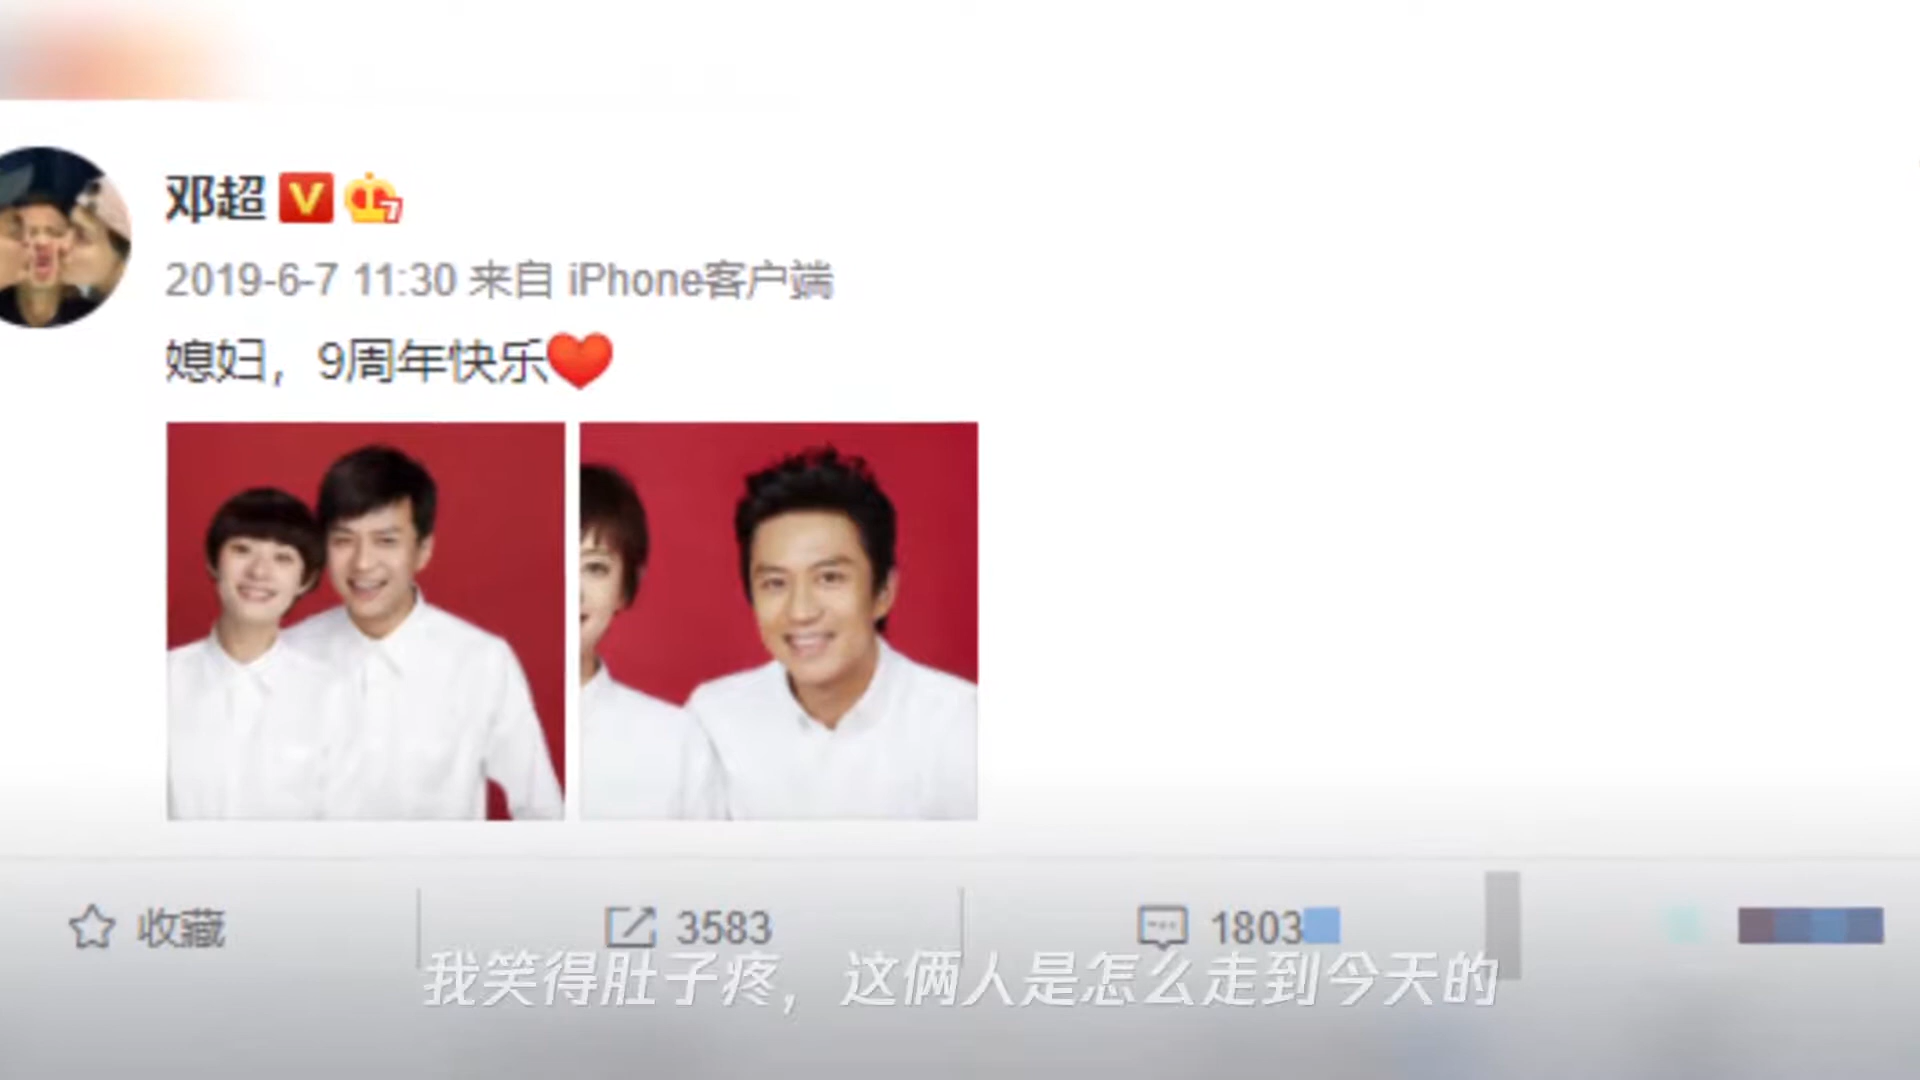 邓超
2019-6-7 11:30 来自 iPhone客户端
媳妇，9周年快乐
收藏 3583 1803
我笑得肚子疼，这俩人是怎么走到今天的